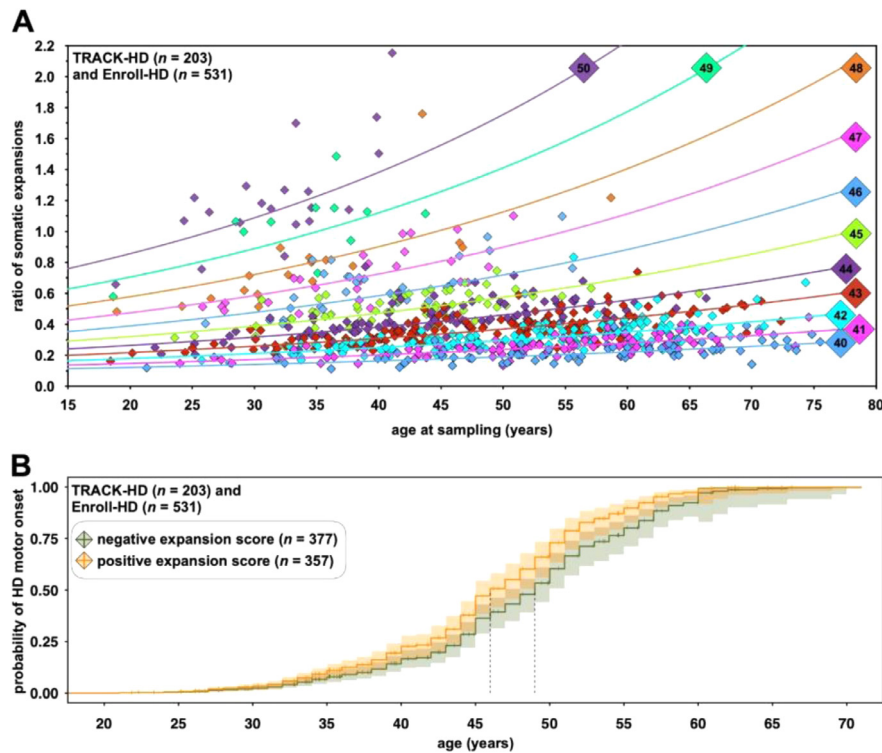 A
TRACK-HD (n = 203)
and Enroll-HD (n = 531)
ratio of somatic expansions
2.2
2.0
1.8
1.6
1.4
1.2
1.0
0.8
0.6
0.4
0.2
0.0
50
49
48
47
46
45
44
43
42
41
40
15 20 25 30 35 40 45 50 55 60 65 70 75 80
age at sampling (years)
B
TRACK-HD (n = 203) and
Enroll-HD (n = 531)
negative expansion score (n = 377)
positive expansion score (n = 357)
probability of HD motor onset
1.00
0.75
0.50
0.25
0.00
20 25 30 35 40 45 50 55 60 65 70
age (years)